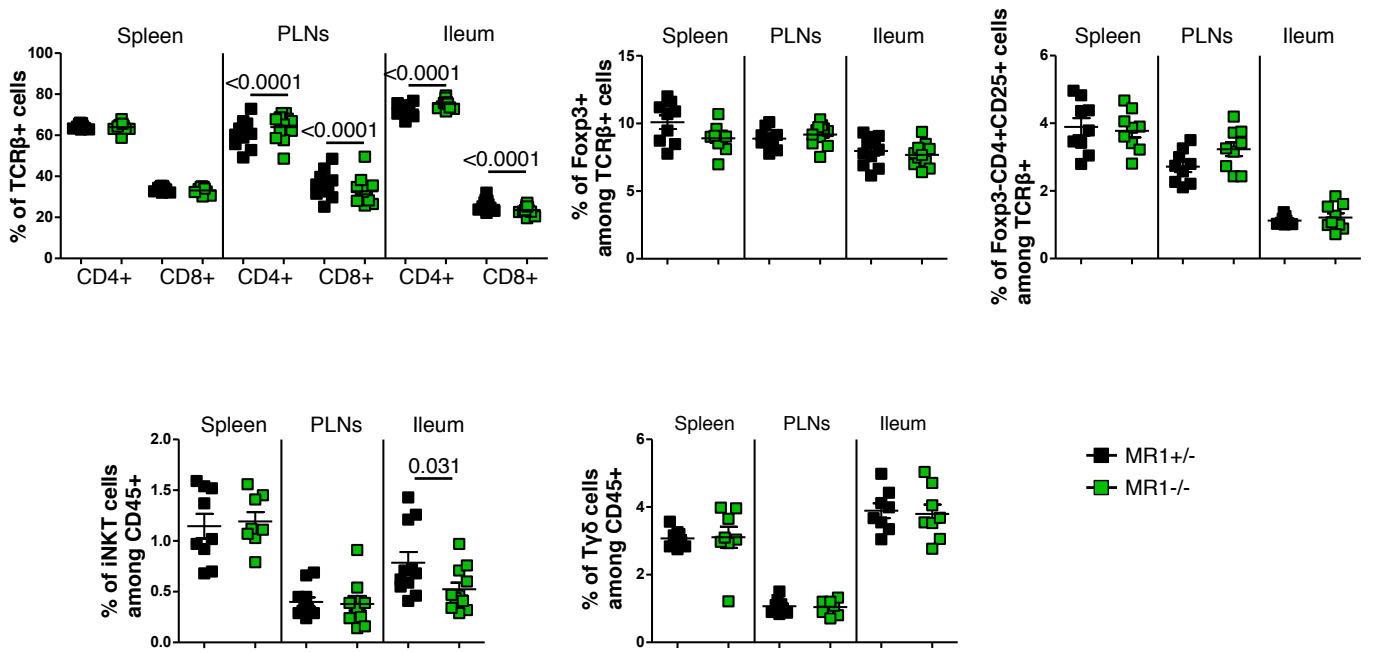 Spleen PLNs Ileum
% of TCRβ+ cells
100
80
60
40
20
0
<0.0001
<0.0001
<0.0001
<0.0001
CD4+ CD8+ CD4+ CD8+ CD4+ CD8+
Spleen PLNs Ileum
% of Foxp3+
among TCRβ+ cells
15
10
5
0
Spleen PLNs Ileum
% of Foxp3-CD4+CD25+ cells
among TCRβ+
6
4
2
0
Spleen PLNs Ileum
% of iNKT cells
among CD45+
2.0
1.5
1.0
0.5
0.0
0.031
Spleen PLNs Ileum
% of Tγδ cells
among CD45+
6
4
2
0
MR1+/-
MR1-/-